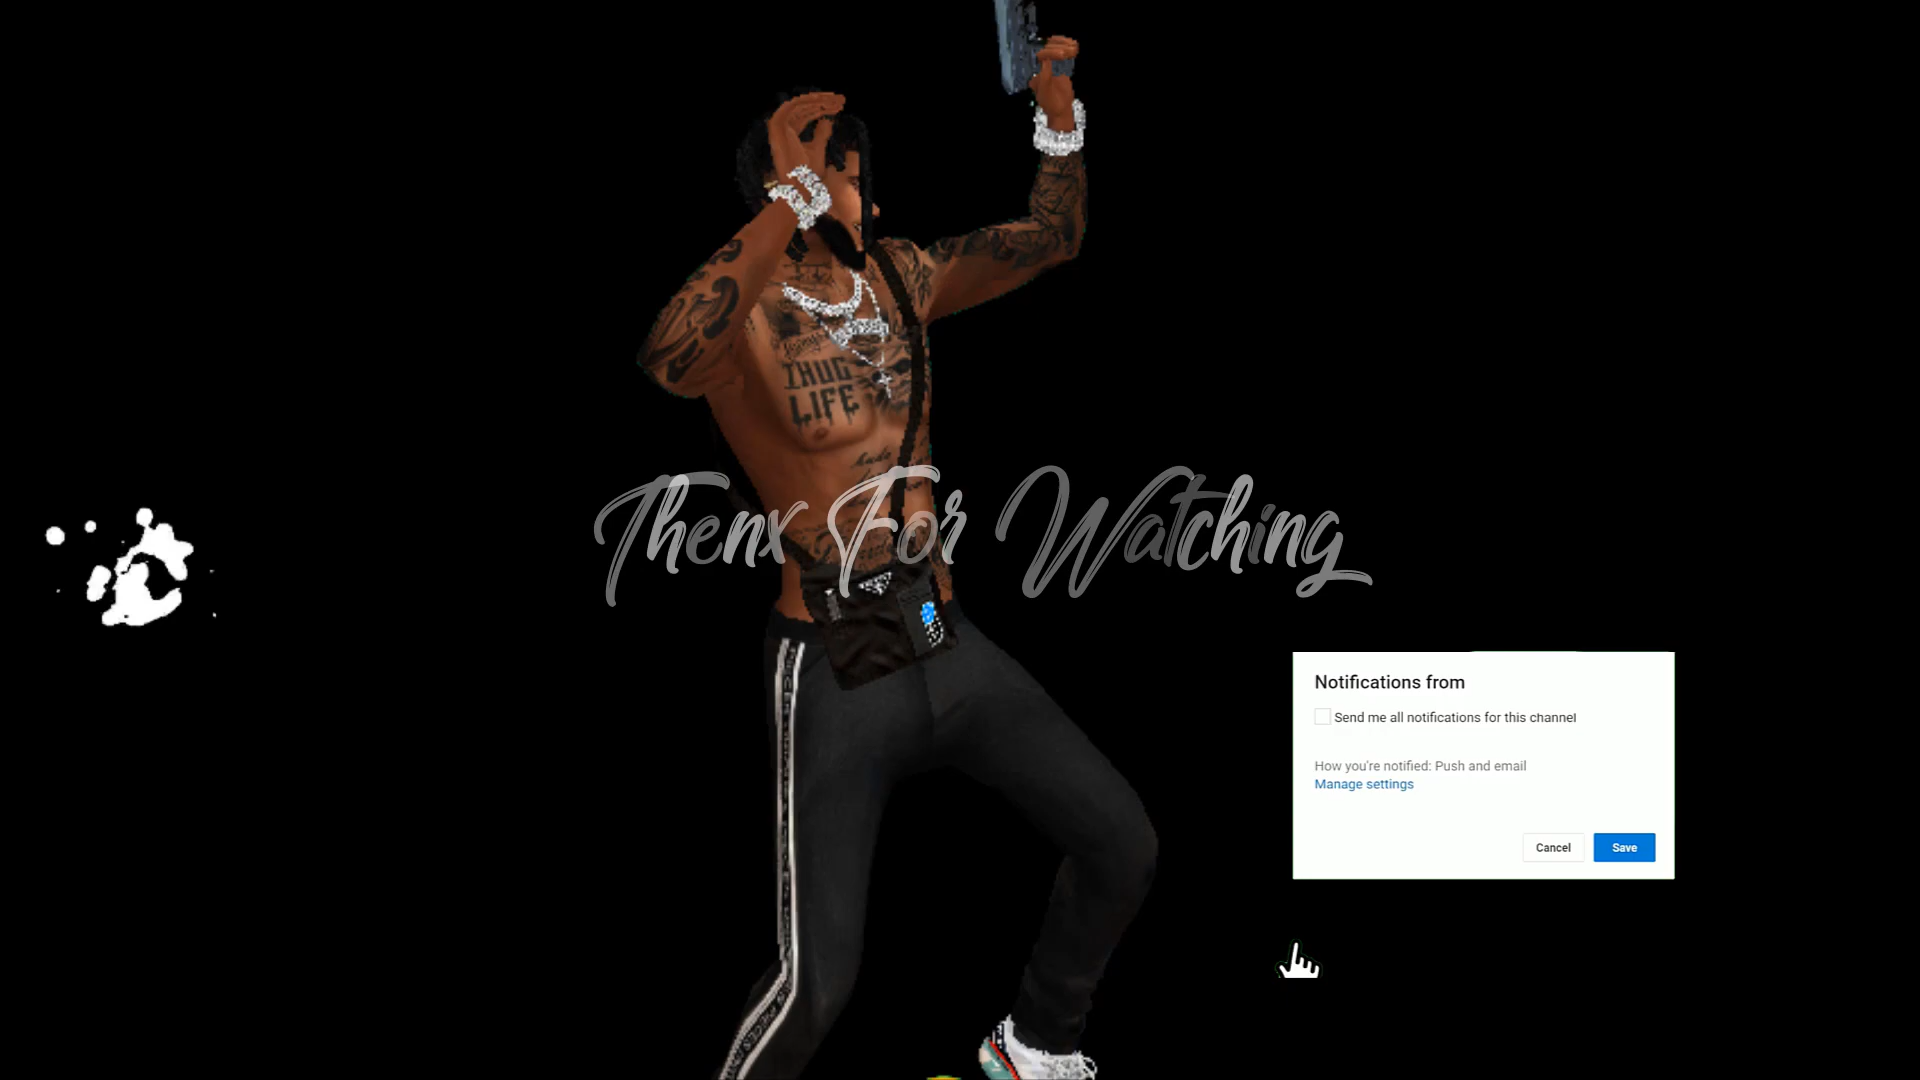 THUG
LIFE
Thenx For Watching
Notifications from
Send me all notifications for this channel
How you're notified: Push and email
Manage settings
Cancel
Save